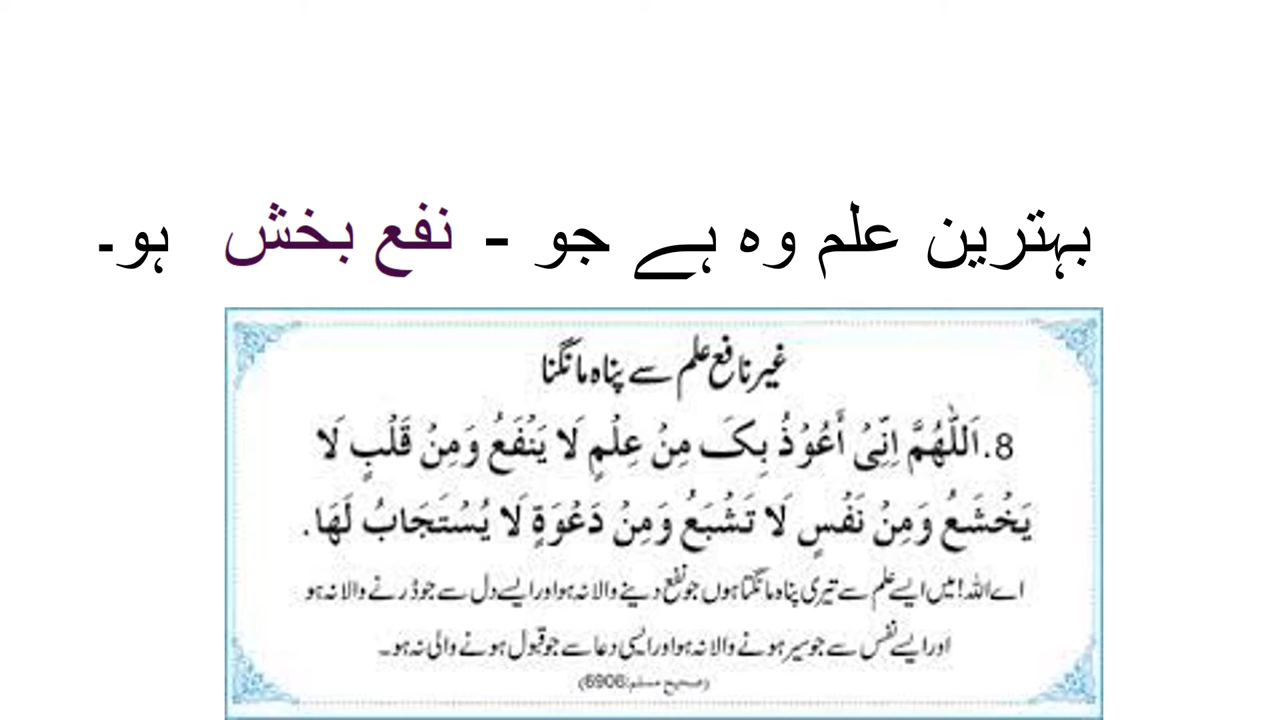 بہترین علم وہ ہے جو - نفع بخش ہو۔
غیر نافع علم سے پناہ مانگنا
8. اَللّٰهُمَّ اِنِّیْ أَعُوْذُ بِکَ مِنْ عِلْمٍ لَا یَنْفَعُ وَمِنْ قَلْبٍ لَا
یَخْشَعُ وَمِنْ نَفْسٍ لَا تَشْبَعُ وَمِنْ دَعْوَةٍ لَا یُسْتَجَابُ لَهَا.
اے اللہ! میں ایسے علم سے تیری پناہ مانگتا ہوں جو نفع دینے والا نہ ہو اور ایسے دل سے جو ڈرنے والا نہ ہو
اور ایسے نفس سے جو سیر ہونے والا نہ ہو اور ایسی دعا سے جو قبول ہونے والی نہ ہو۔
(صحیح مسلم:6906)